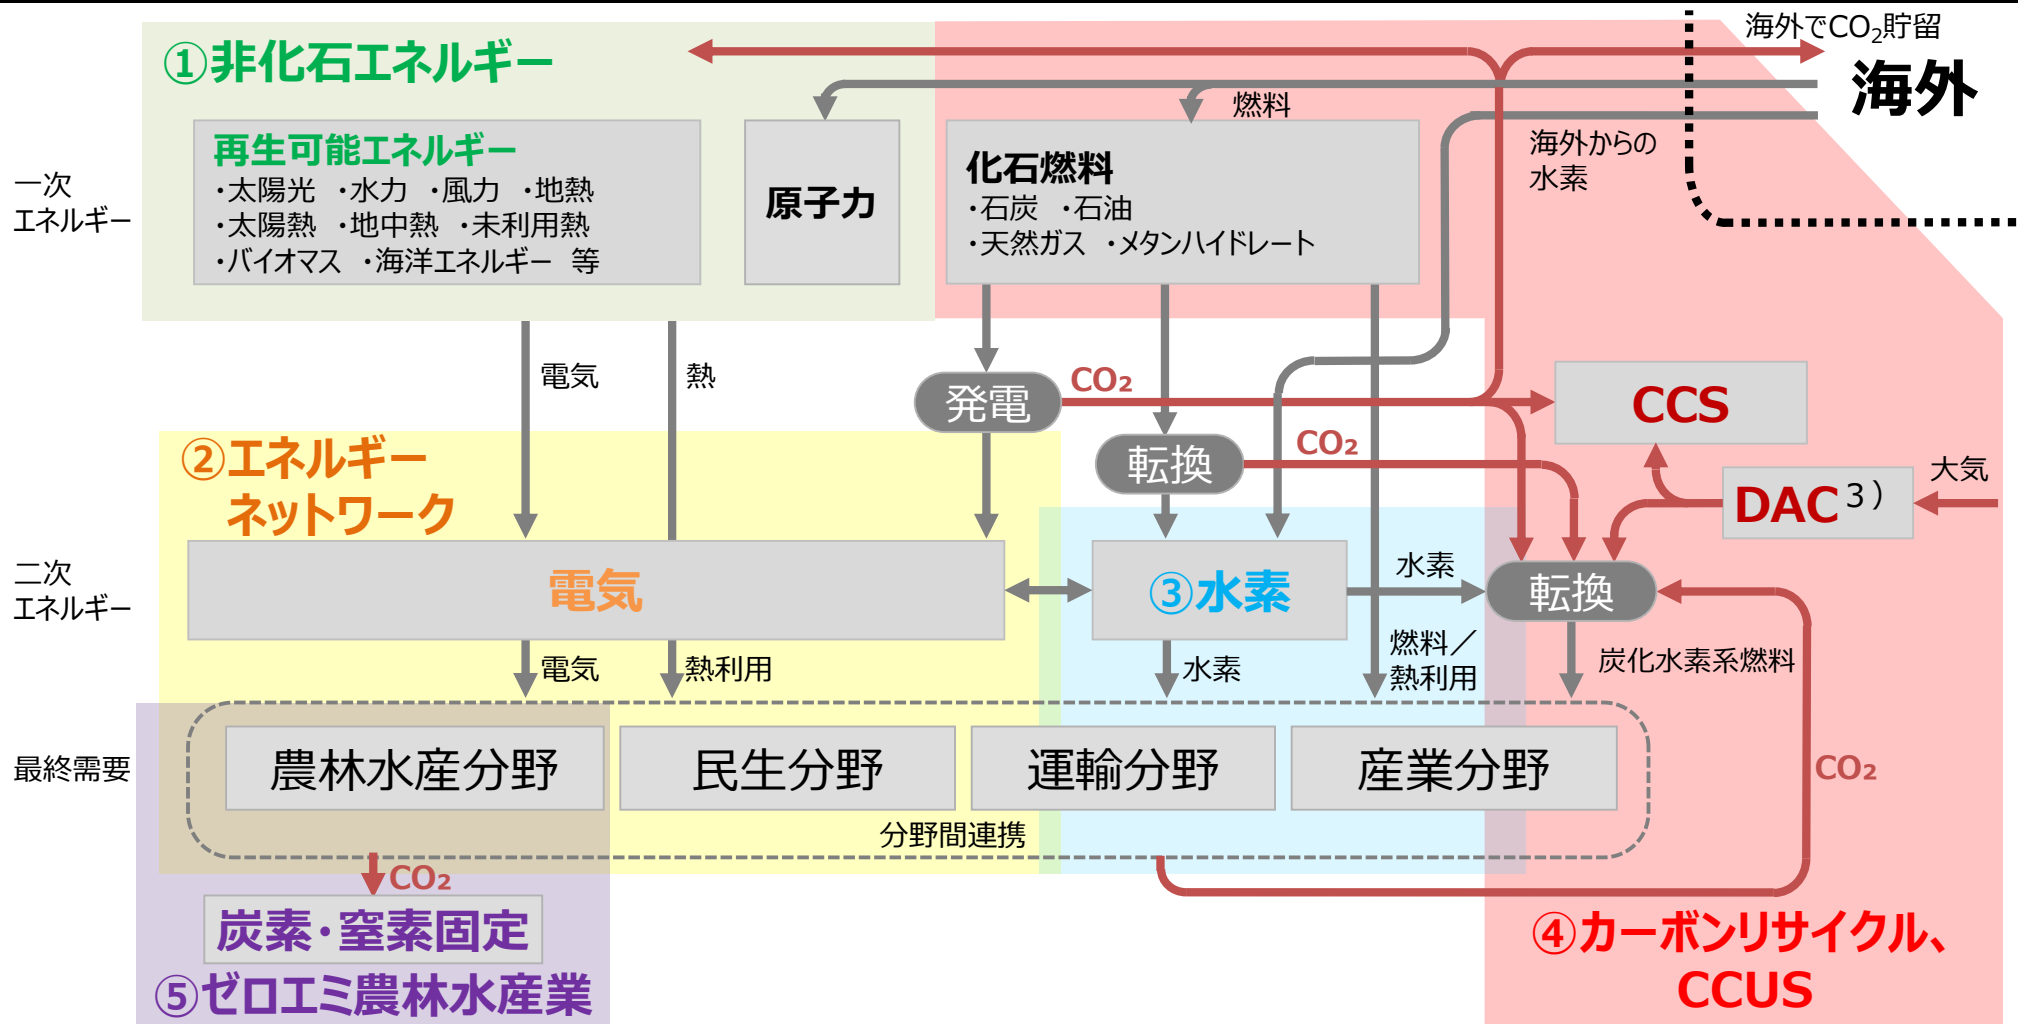 ①非化石エネルギー
海外でCO₂貯留
海外
燃料
海外からの
水素
一次
エネルギー
再生可能エネルギー
・太陽光 ・水力 ・風力 ・地熱
・太陽熱 ・地中熱 ・未利用熱
・バイオマス ・海洋エネルギー 等
原子力
化石燃料
・石炭 ・石油
・天然ガス ・メタンハイドレート
電気
熱
発電
CO₂
CCS
②エネルギー
ネットワーク
転換
CO₂
DAC³⁾
大気
二次
エネルギー
電気
③水素
水素
転換
電気
熱利用
水素
燃料／
熱利用
炭化水素系燃料
最終需要
農林水産分野
民生分野
運輸分野
産業分野
CO₂
分野間連携
CO₂
炭素・窒素固定
⑤ゼロエミ農林水産業
④カーボンリサイクル、
CCUS